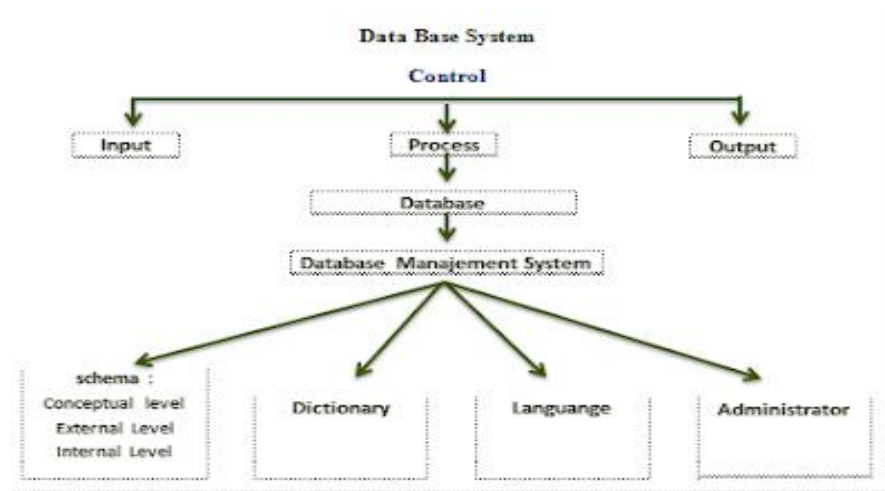 Data Base System
Control
Input
Process
Output
Database
Database Manajement System
schema :
Conceptual level
External Level
Internal Level
Dictionary
Languange
Administrator